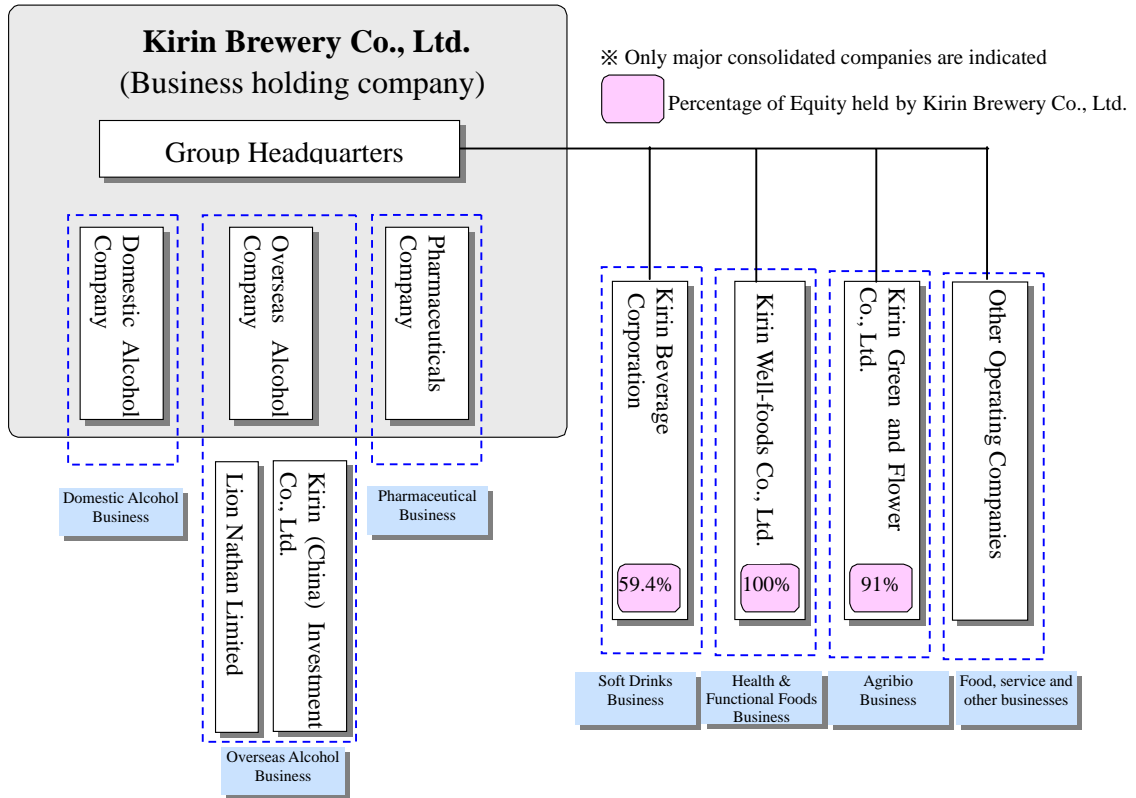 Kirin Brewery Co., Ltd.
(Business holding company)
※ Only major consolidated companies are indicated
Percentage of Equity held by Kirin Brewery Co., Ltd.
Group Headquarters
Domestic Alcohol
Company
Overseas Alcohol
Company
Pharmaceuticals
Company
Kirin Beverage
Corporation
59.4%
Kirin Well-foods Co., Ltd.
100%
Kirin Green and Flower
Co., Ltd.
91%
Other Operating Companies
Lion Nathan Limited
Kirin (China) Investment
Co., Ltd.
Domestic Alcohol
Business
Pharmaceutical
Business
Overseas Alcohol
Business
Soft Drinks
Business
Health &
Functional Foods
Business
Agribio
Business
Food, service and
other businesses